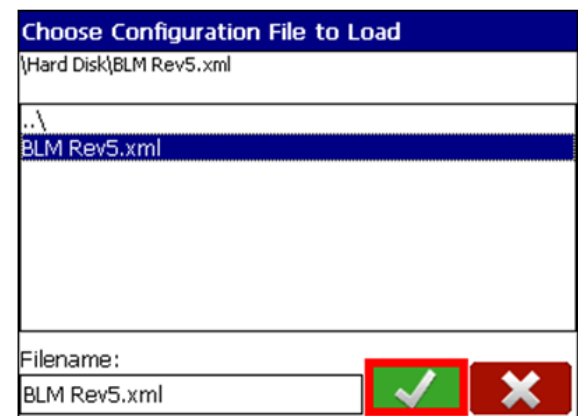 Choose Configuration File to Load
\Hard Disk\BLM Rev5.xml
..\
BLM Rev5.xml
Filename:
BLM Rev5.xml